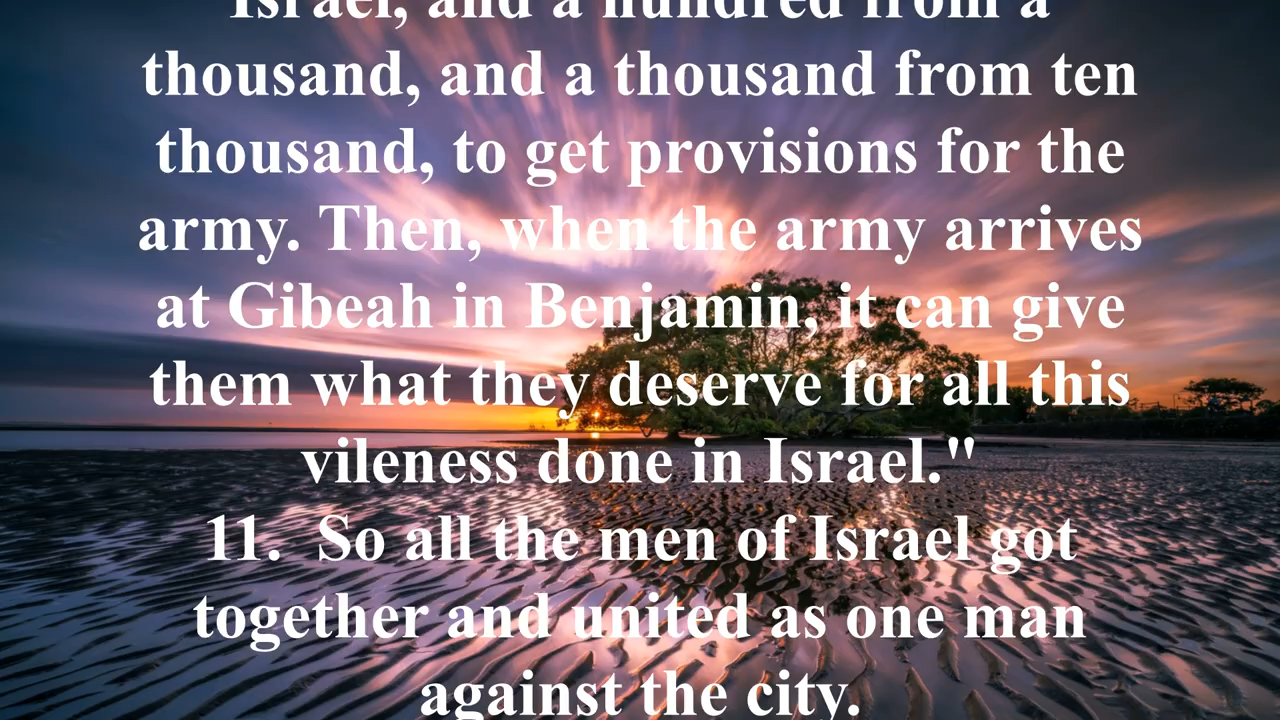 Israel, and a hundred from a
thousand, and a thousand from ten
thousand, to get provisions for the
army. Then, when the army arrives
at Gibeah in Benjamin, it can give
them what they deserve for all this
vileness done in Israel."
11.  So all the men of Israel got
together and united as one man
against the city.